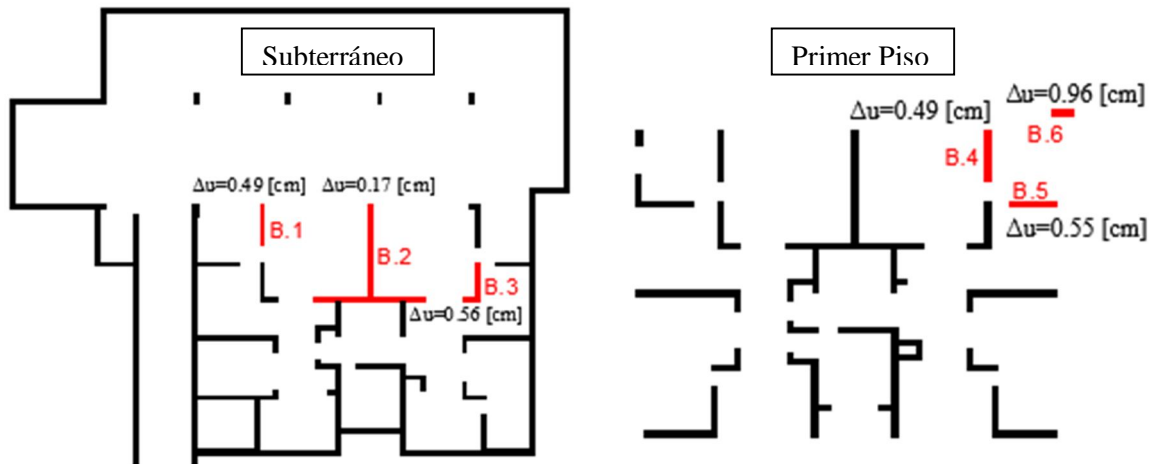 Subterráneo
Δu=0.49 [cm]
Δu=0.17 [cm]
B.1
B.2
B.3
Δu=0.56 [cm]
Primer Piso
Δu=0.49 [cm]
Δu=0.96 [cm]
B.6
B.4
B.5
Δu=0.55 [cm]